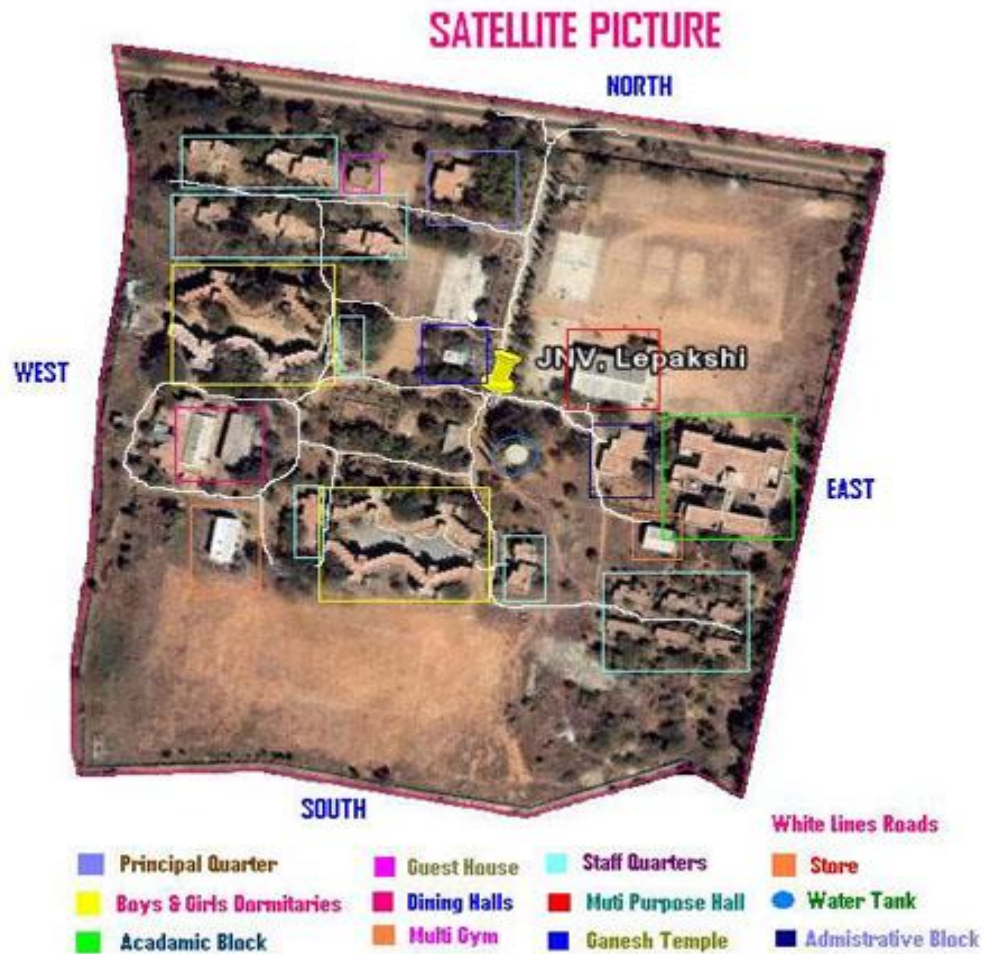 SATELLITE PICTURE
NORTH
JNV, Lepakshi
WEST
EAST
SOUTH
White Lines Roads
Principal Quarter
Guest House
Staff Quarters
Store
Boys & Girls Dormitaries
Dining Halls
Muti Purpose Hall
Water Tank
Acadamic Block
Multi Gym
Ganesh Temple
Admistrative Block